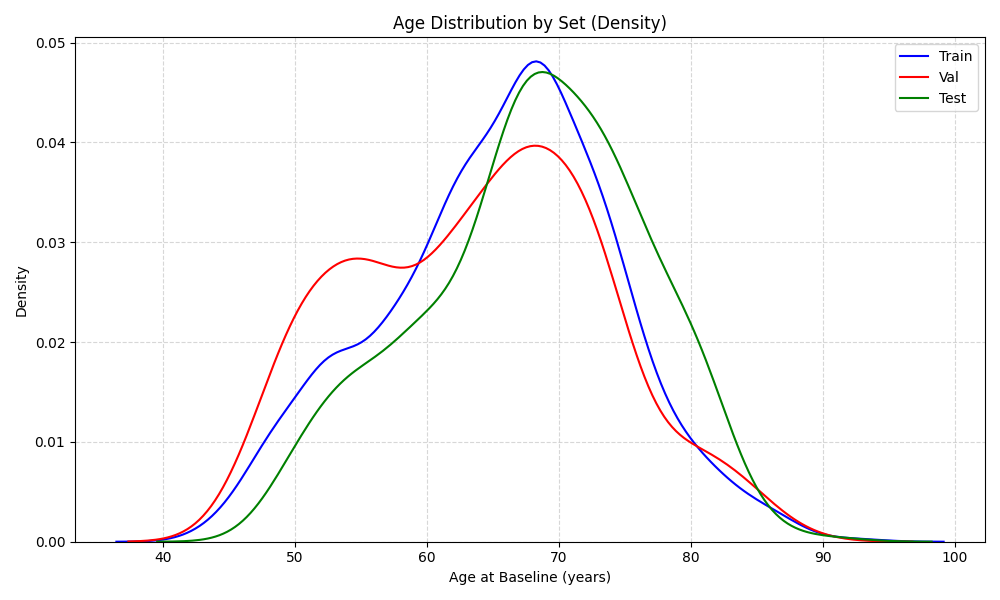 Age Distribution by Set (Density)
Train
Val
Test
0.05
0.04
0.03
0.02
0.01
0.00
Density
40 50 60 70 80 90 100
Age at Baseline (years)